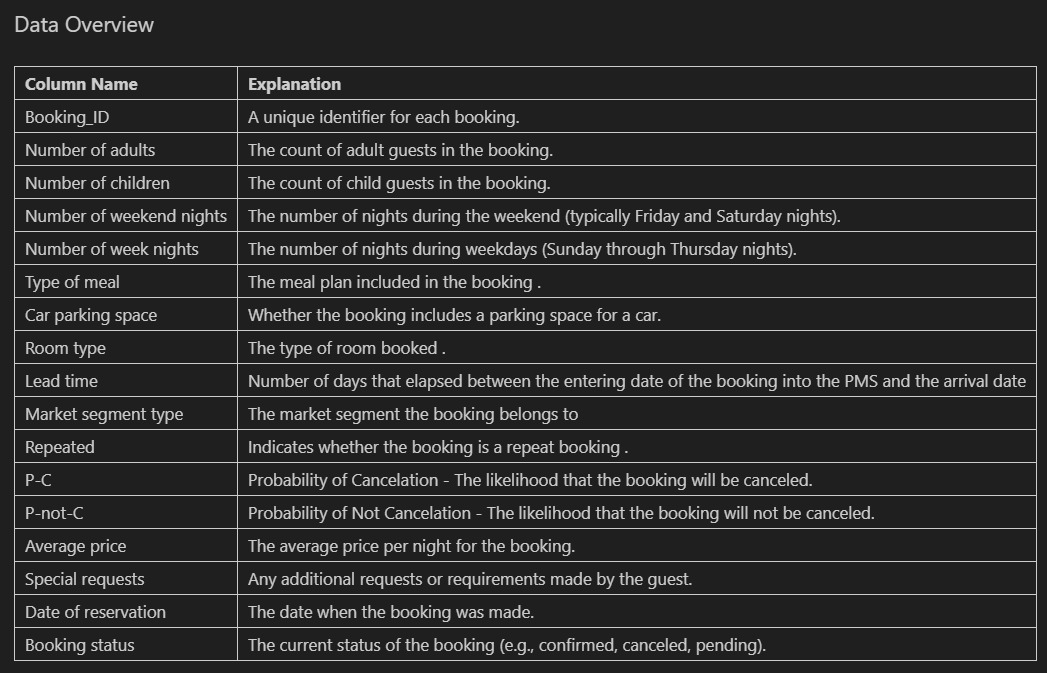 Data Overview
Column Name Explanation
Booking_ID A unique identifier for each booking.
Number of adults The count of adult guests in the booking.
Number of children The count of child guests in the booking.
Number of weekend nights The number of nights during the weekend (typically Friday and Saturday nights).
Number of week nights The number of nights during weekdays (Sunday through Thursday nights).
Type of meal The meal plan included in the booking .
Car parking space Whether the booking includes a parking space for a car.
Room type The type of room booked .
Lead time Number of days that elapsed between the entering date of the booking into the PMS and the arrival date
Market segment type The market segment the booking belongs to
Repeated Indicates whether the booking is a repeat booking .
P-C Probability of Cancelation - The likelihood that the booking will be canceled.
P-not-C Probability of Not Cancelation - The likelihood that the booking will not be canceled.
Average price The average price per night for the booking.
Special requests Any additional requests or requirements made by the guest.
Date of reservation The date when the booking was made.
Booking status The current status of the booking (e.g., confirmed, canceled, pending).